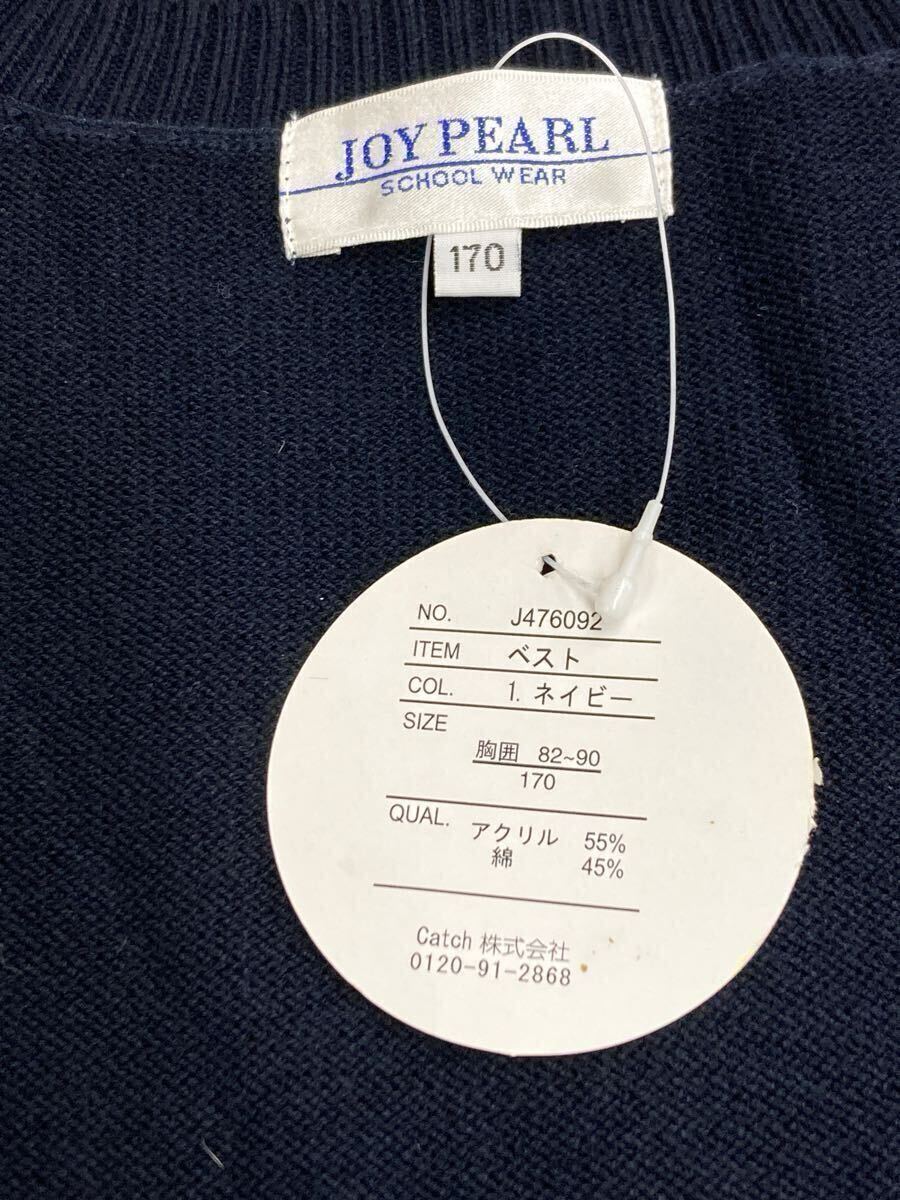 JOY PEARL
SCHOOL WEAR
170
NO. J476092
ITEM ベスト
COL. 1. ネイビー
SIZE
胸囲 82~90
170
QUAL. アクリル 55%
綿 45%
Catch 株式会社
0120-91-2868